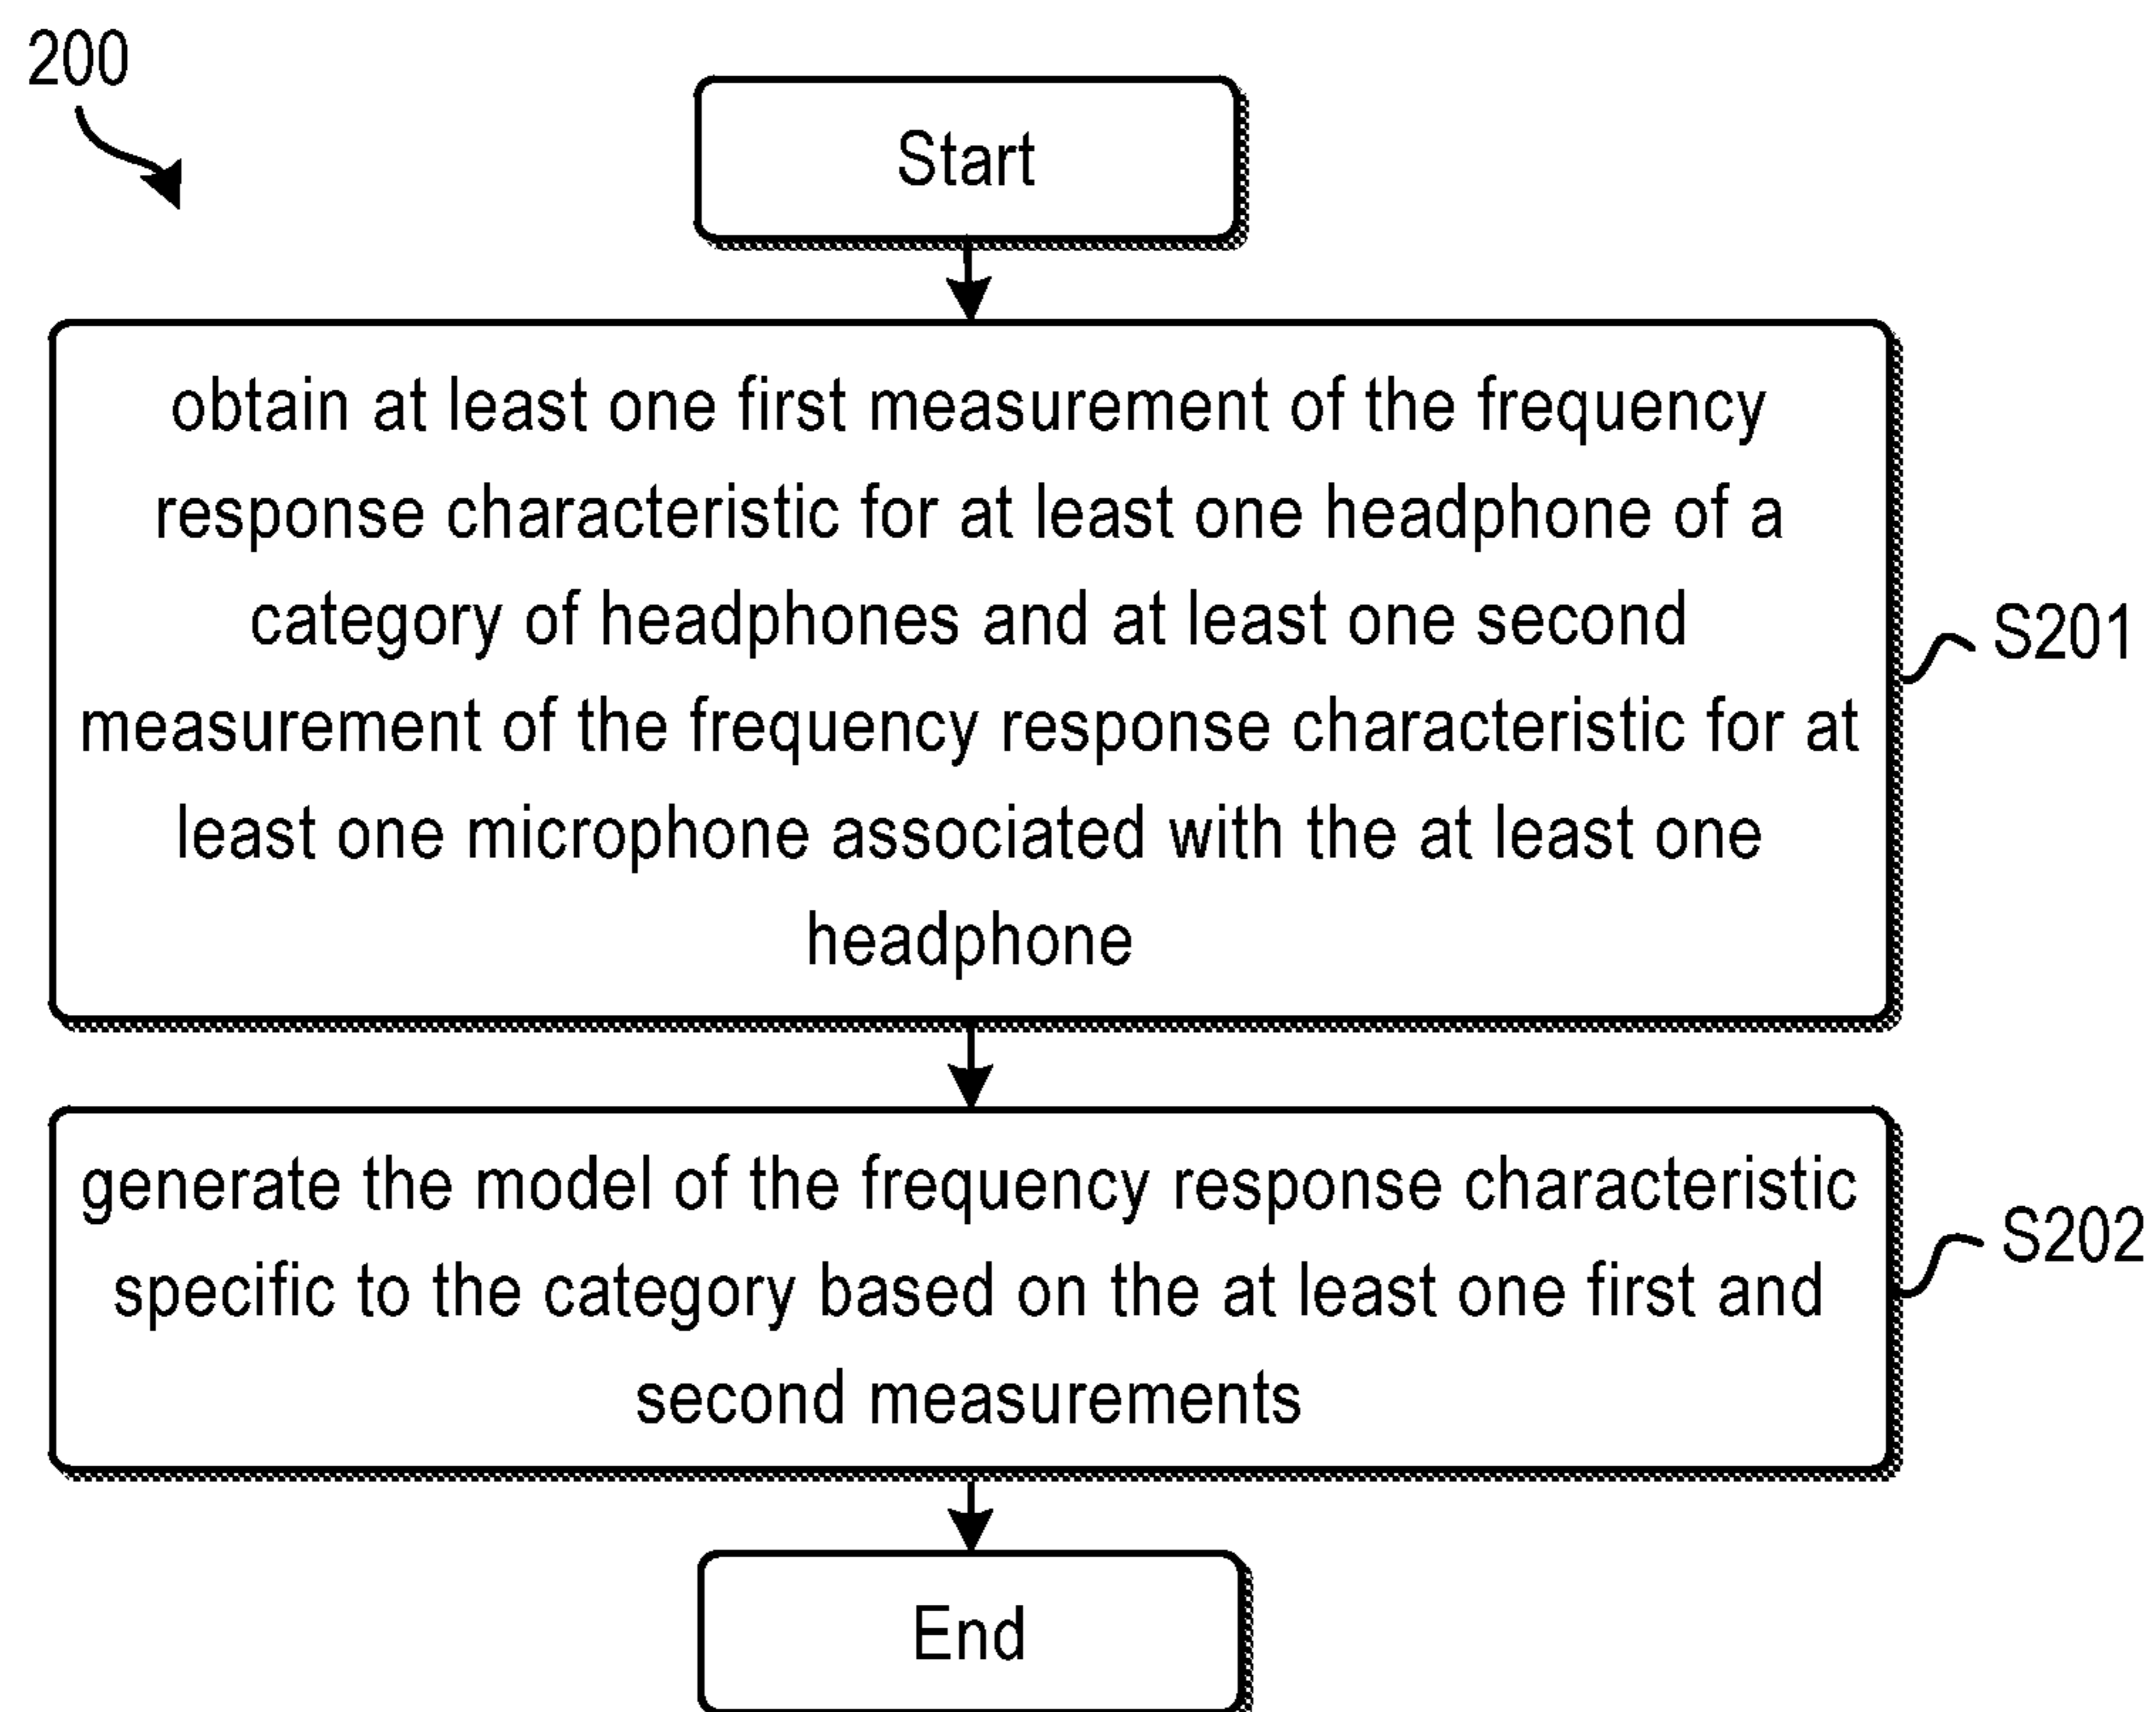 200
Start
obtain at least one first measurement of the frequency
response characteristic for at least one headphone of a
category of headphones and at least one second
measurement of the frequency response characteristic for at
least one microphone associated with the at least one
headphone
S201
generate the model of the frequency response characteristic
specific to the category based on the at least one first and
second measurements
S202
End